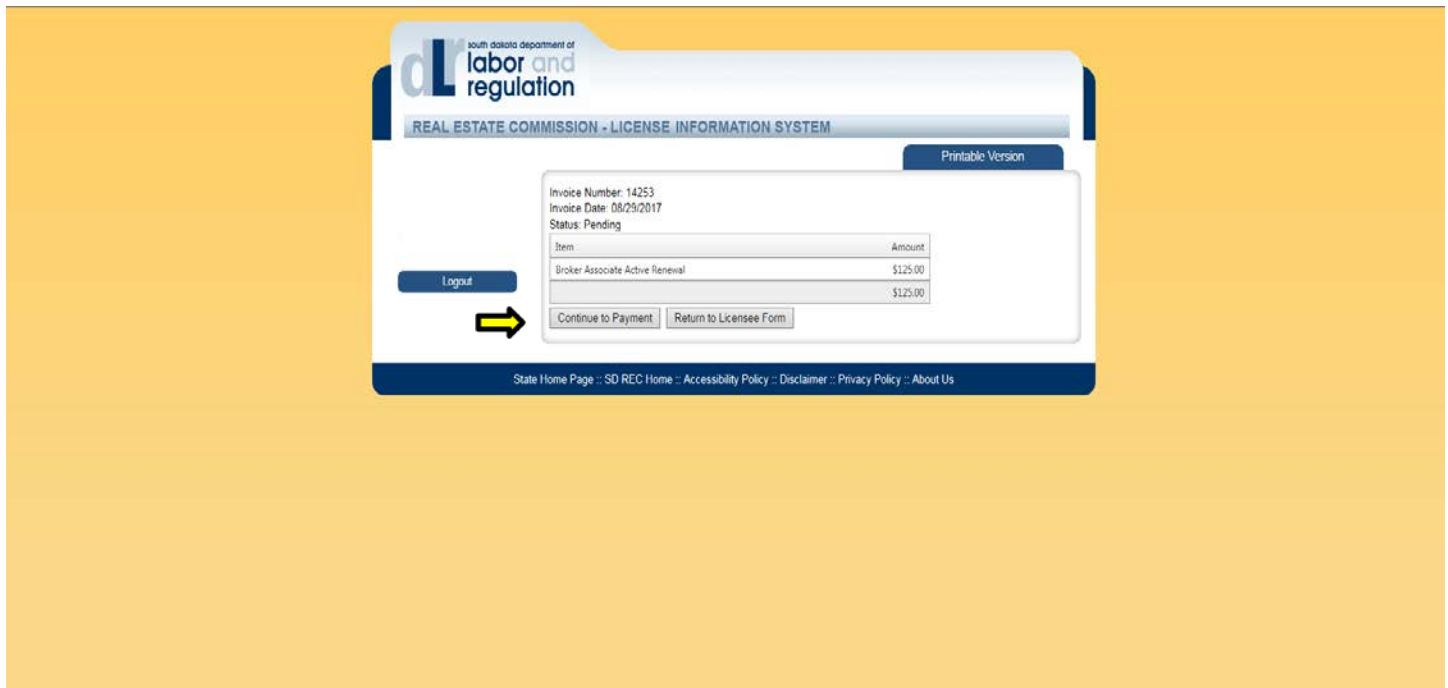 south dakota department of
dlr labor and
regulation
REAL ESTATE COMMISSION - LICENSE INFORMATION SYSTEM
Printable Version
Invoice Number: 14253
Invoice Date: 08/29/2017
Status: Pending
Item Amount
Broker Associate Active Renewal $125.00
$125.00
Logout
Continue to Payment Return to Licensee Form
State Home Page :: SD REC Home :: Accessibility Policy :: Disclaimer :: Privacy Policy :: About Us